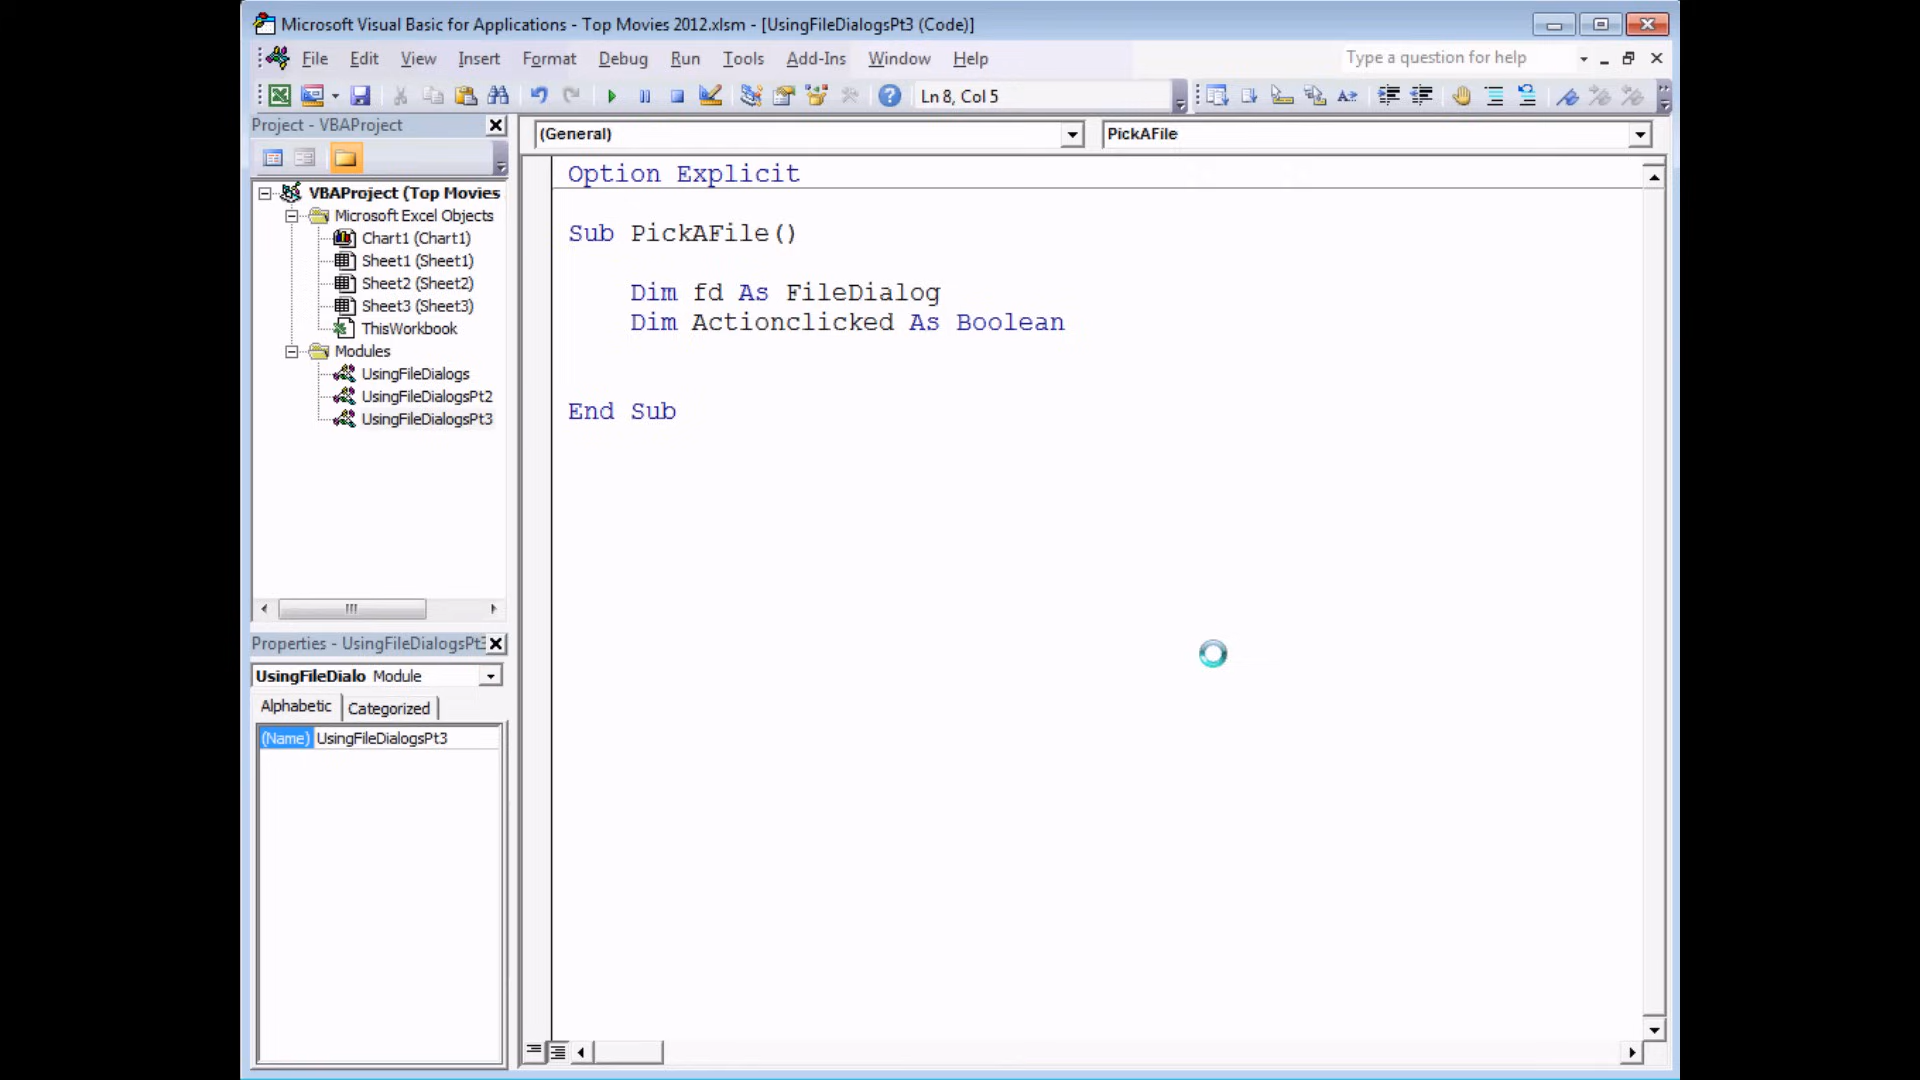 Microsoft Visual Basic for Applications - Top Movies 2012.xlsm - [UsingFileDialogsPt3 (Code)]
File Edit View Insert Format Debug Run Tools Add-Ins Window Help
Type a question for help
Ln 8, Col 5
Project - VBAProject
(General)
PickAFile
VBAProject (Top Movies
Microsoft Excel Objects
Chart1 (Chart1)
Sheet1 (Sheet1)
Sheet2 (Sheet2)
Sheet3 (Sheet3)
ThisWorkbook
Modules
UsingFileDialogs
UsingFileDialogsPt2
UsingFileDialogsPt3
Option Explicit
Sub PickAFile()
Dim fd As FileDialog
Dim Actionclicked As Boolean
End Sub
Properties - UsingFileDialogsPt3
UsingFileDialo Module
Alphabetic Categorized
(Name) UsingFileDialogsPt3